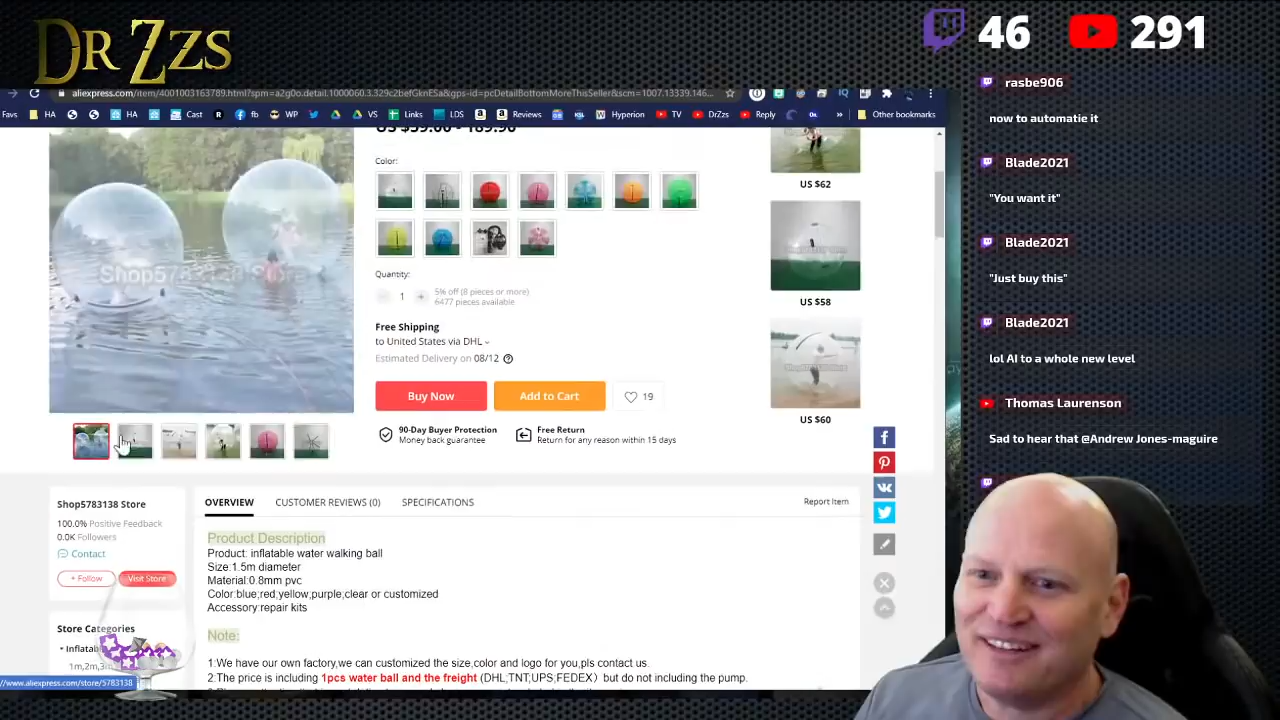 DR ZZS
46
291
aliexpress.com/item/4001003163789.html?spm=a2g0o.detail.1000060.3.329c2befGknESa&gps-id=pcDetailBottomMoreThisSeller&scm=1007.13339.146...
Favs
HA
HA
Cast
fb
WP
VS
Links
LDS
Reviews
Hyperion
TV
DrZzs
Reply
Other bookmarks
US $59.00 - 189.90
Color:
Quantity:
1
5% off (8 pieces or more)
6477 pieces available
Free Shipping
to United States via DHL
Estimated Delivery on 08/12
Buy Now
Add to Cart
19
90-Day Buyer Protection
Money back guarantee
Free Return
Return for any reason within 15 days
Shop5783138 Store
US $62
US $58
US $60
Shop5783138 Store
100.0% Positive Feedback
0.0K Followers
Contact
+ Follow
Visit Store
Store Categories
OVERVIEW
CUSTOMER REVIEWS (0)
SPECIFICATIONS
Report Item
Product Description
Product: inflatable water walking ball
Size:1.5m diameter
Material:0.8mm pvc
Color:blue;red,yellow,purple,clear or customized
Accessory:repair kits
Note:
1:We have our own factory,we can customized the size,color and logo for you,pls contact us.
2:The price is including 1pcs water ball and the freight (DHL;TNT;UPS;FEDEX) but do not including the pump.
//www.aliexpress.com/store/5783138
rasbe906
now to automatie it
Blade2021
"You want it"
Blade2021
"Just buy this"
Blade2021
lol AI to a whole new level
Thomas Laurenson
Sad to hear that @Andrew Jones-maguire